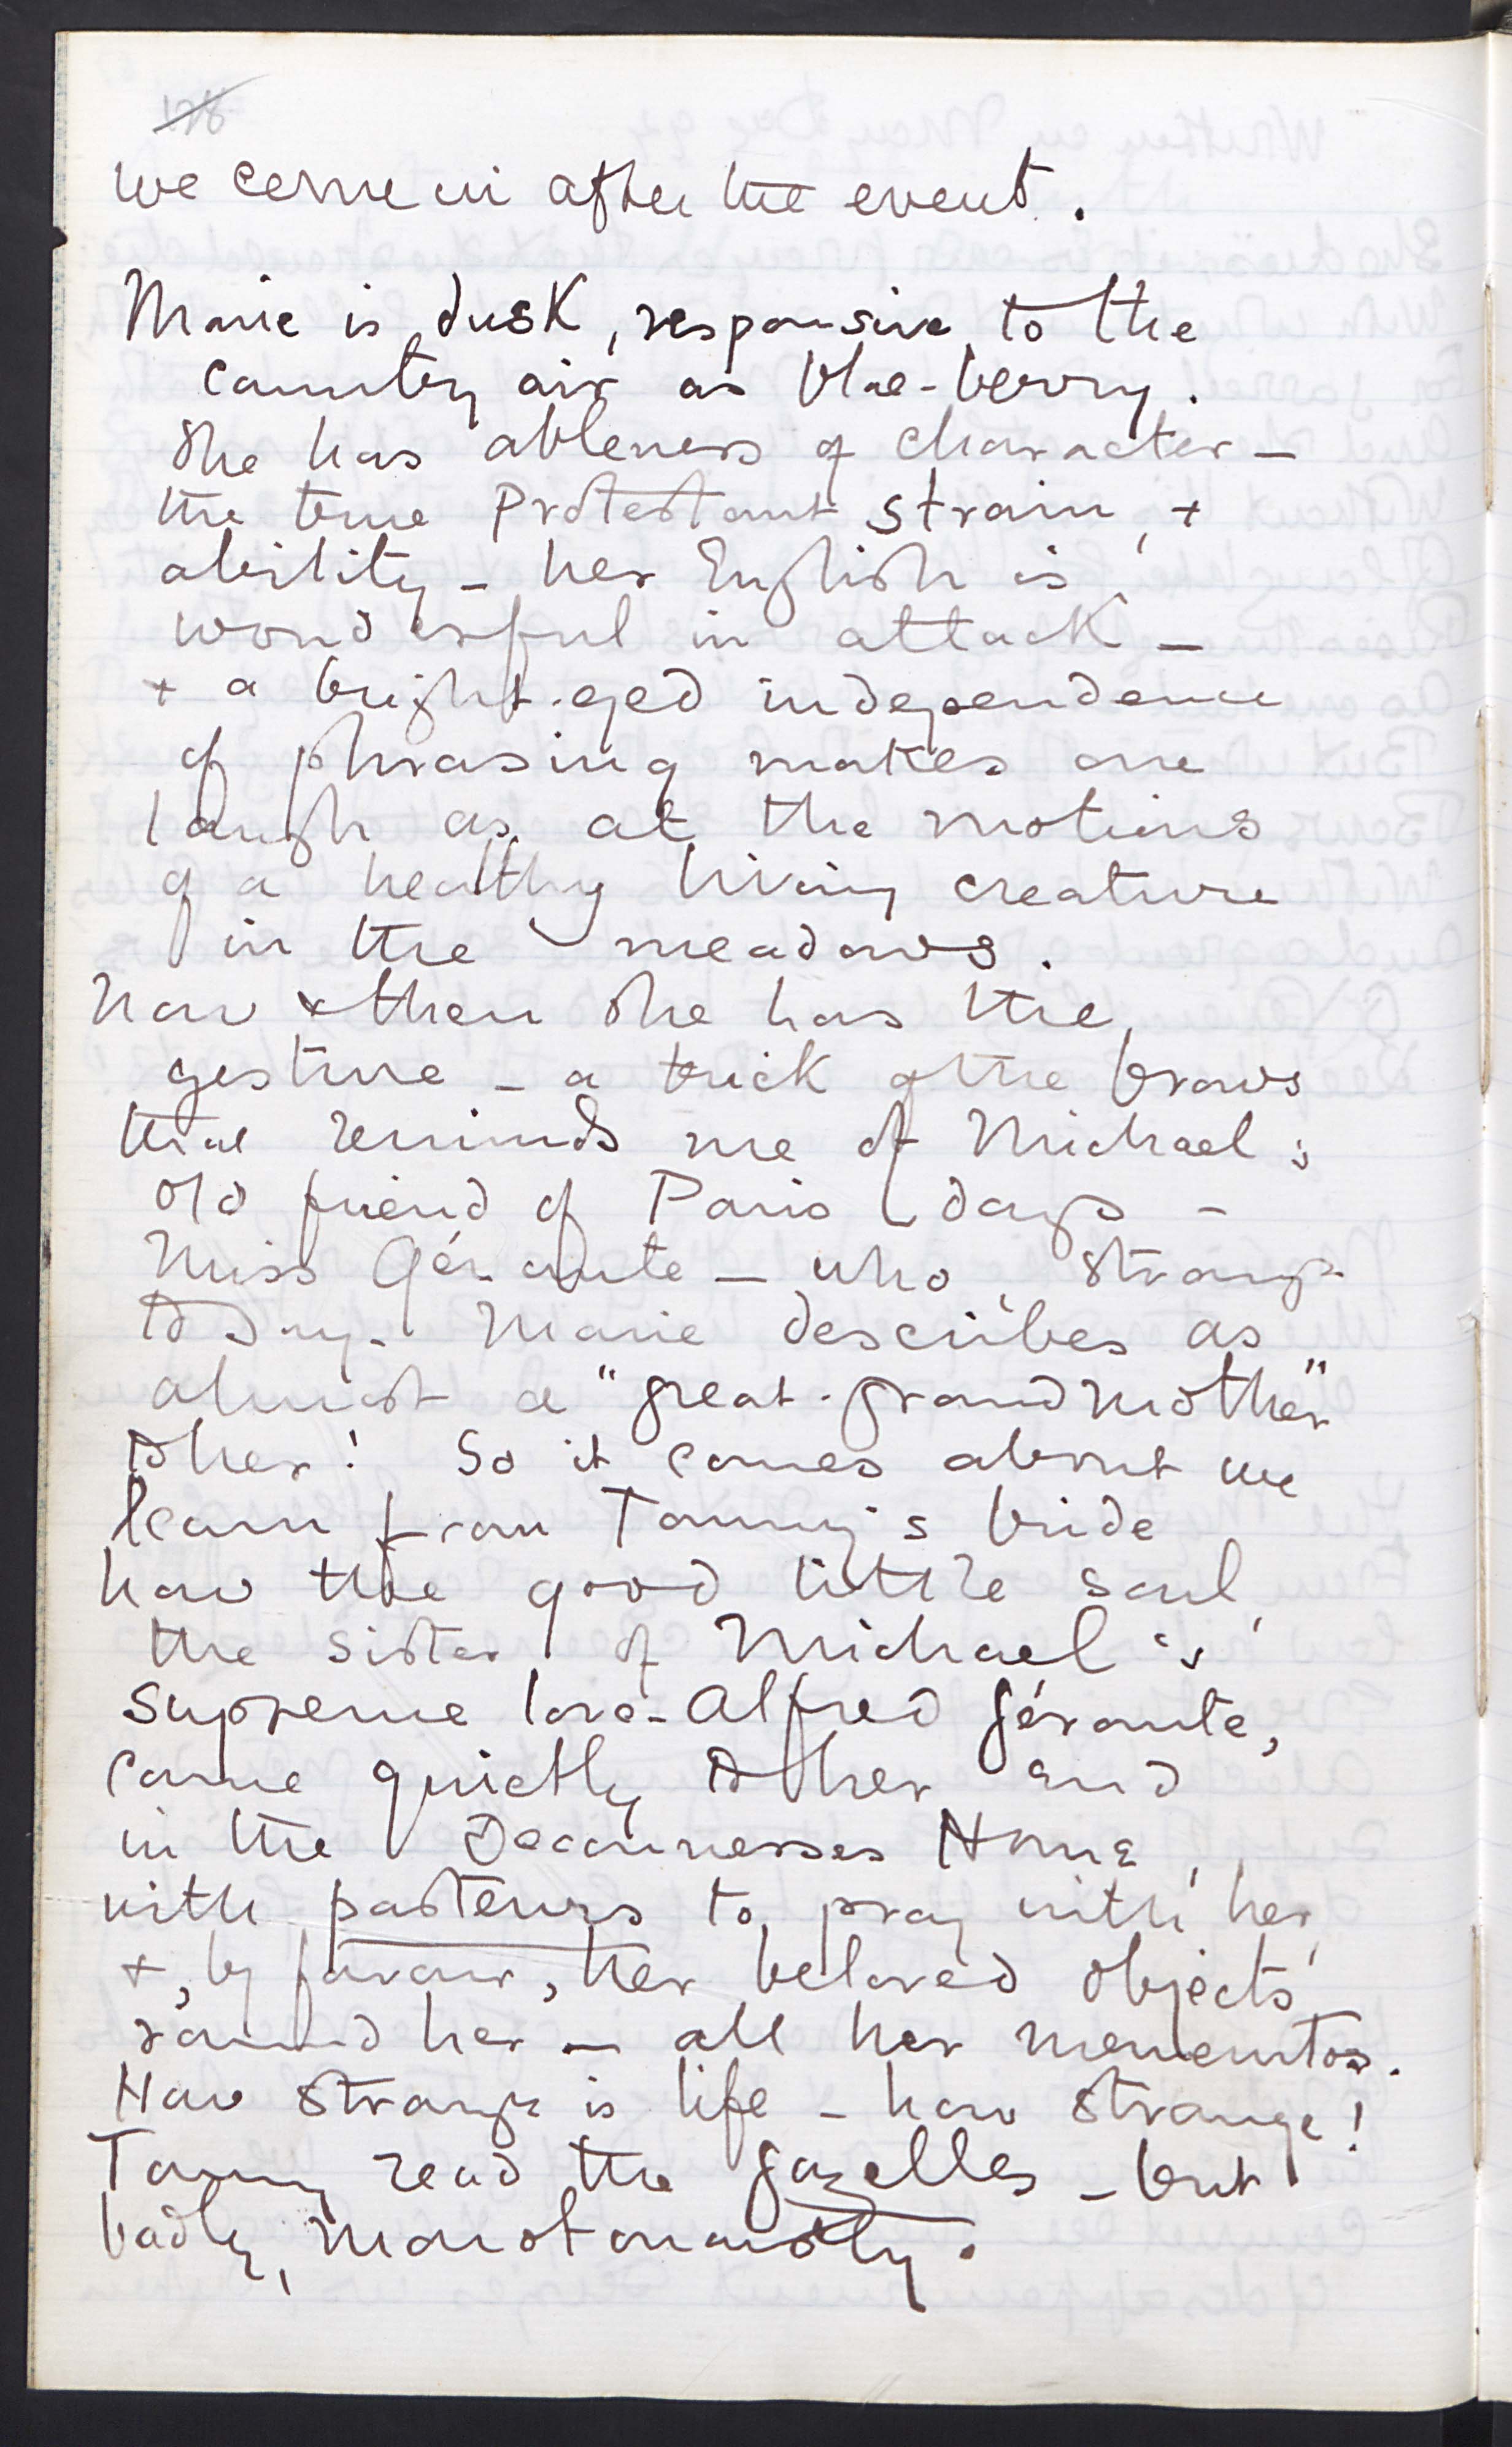 we come in after the event.
Marie is dusk, responsive to the
country air as blae-berry.
She has ableness of character –
the true Protestant strain, +
ability – her English is
wonderful in attack –
+ a bright-eyed independence
of phrasing makes one
laugh as at the motions
of a healthy living creature
in the meadows.
Now + then she has the
gesture – a trick of the brows
that reminds me of Michael's
old friend of Paris days –
Miss Gérante – who, strange
to say, Marie describes as
almost a "great-grandmother"
to her! So it comes about we
learn from Tommy's bride
how the good little soul,
the sister of Michael's
supreme love – Alfred Gérante,
came quietly to her end
in the Deaconnesses Home,
with pasteurs to pray with her,
+, by favour, her beloved objects
round her – all her mementos.
How strange is life – how strange!
Tommy read the gazelles – but
badly, monotonously.